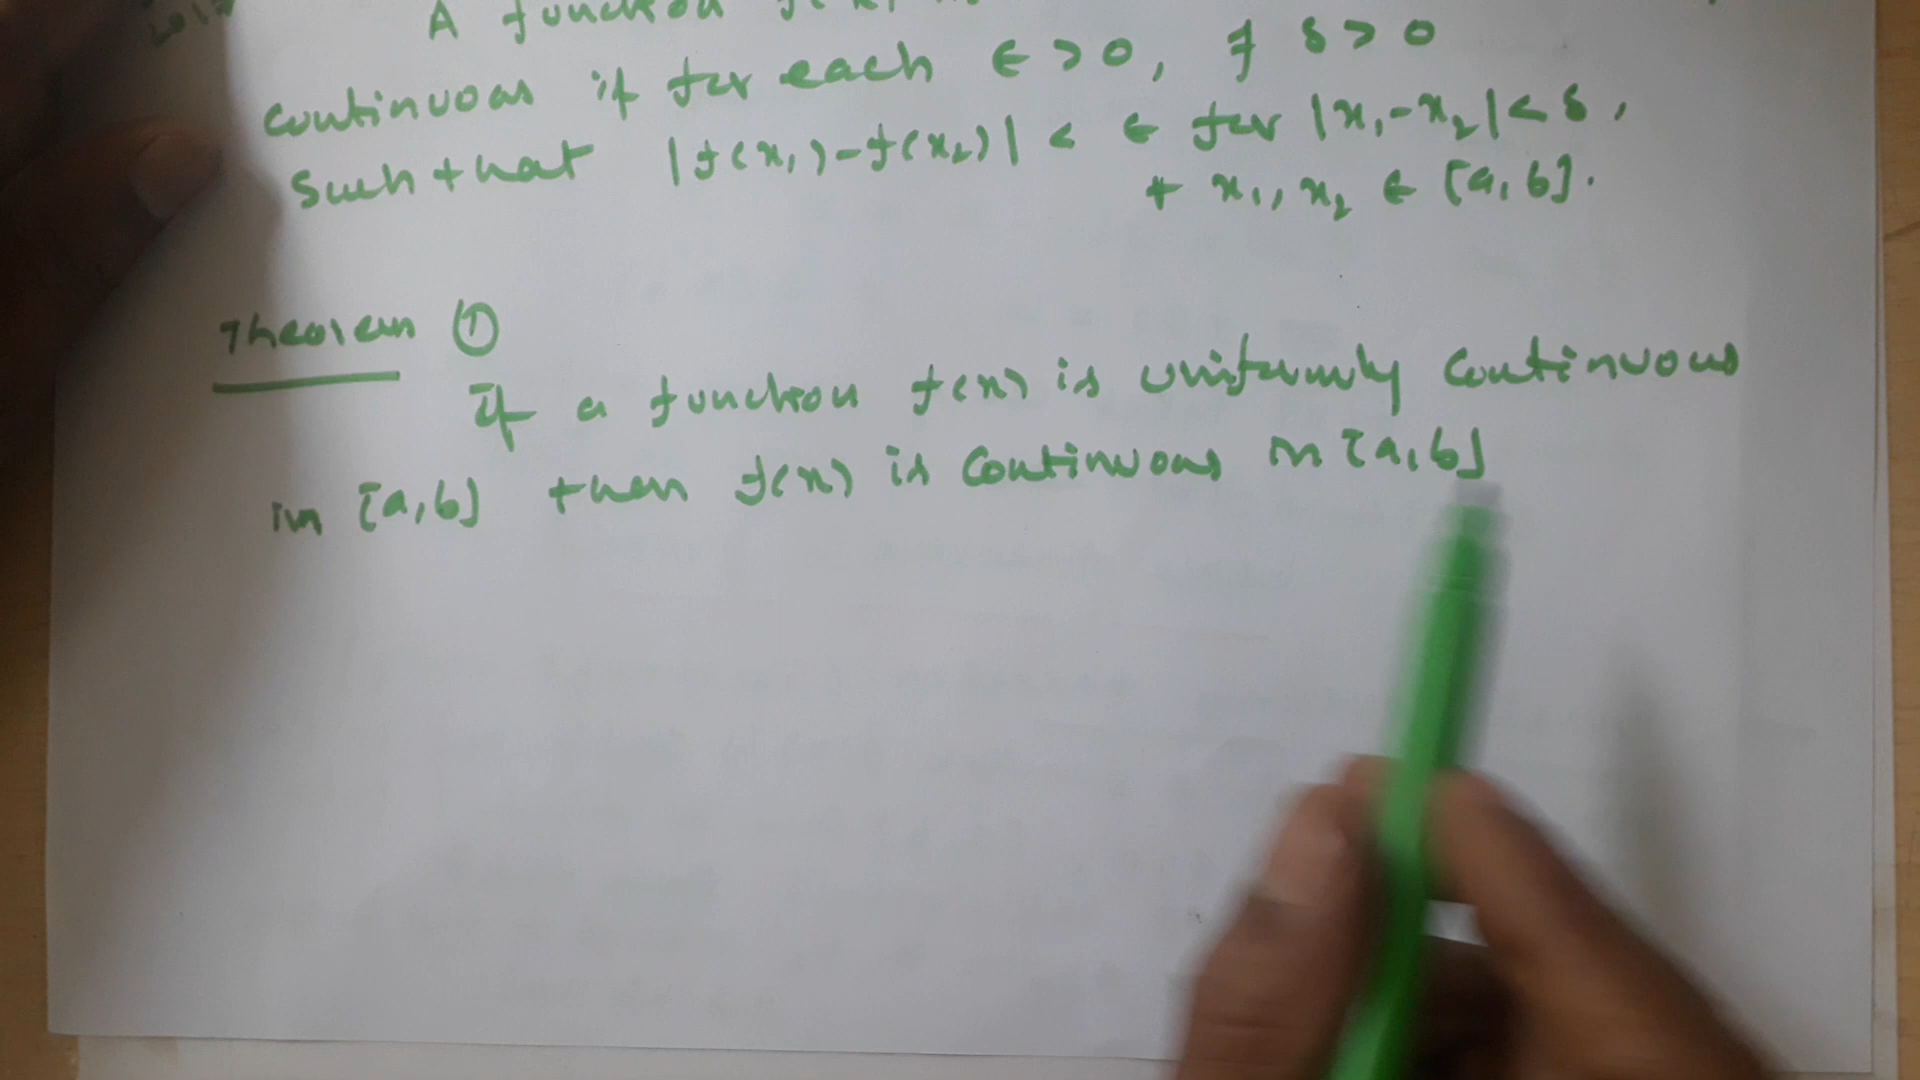 A function f(x)
continuous if for each ϵ > 0, ∃ δ > 0
such that |f(x₁)-f(x₂)| < ϵ for |x₁-x₂| < δ,
∀ x₁, x₂ ∈ [a, b].
Theorem ①
If a function f(x) is uniformly continuous
in [a,b] then f(x) is continuous in [a,b]